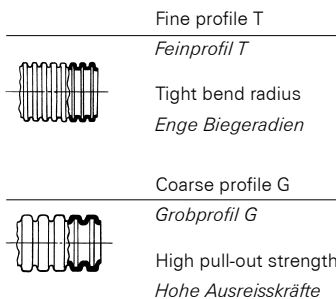 Fine profile T
Feinprofil T
Tight bend radius
Enge Biegeradien
Coarse profile G
Grobprofil G
High pull-out strength
Hohe Ausreisskräfte